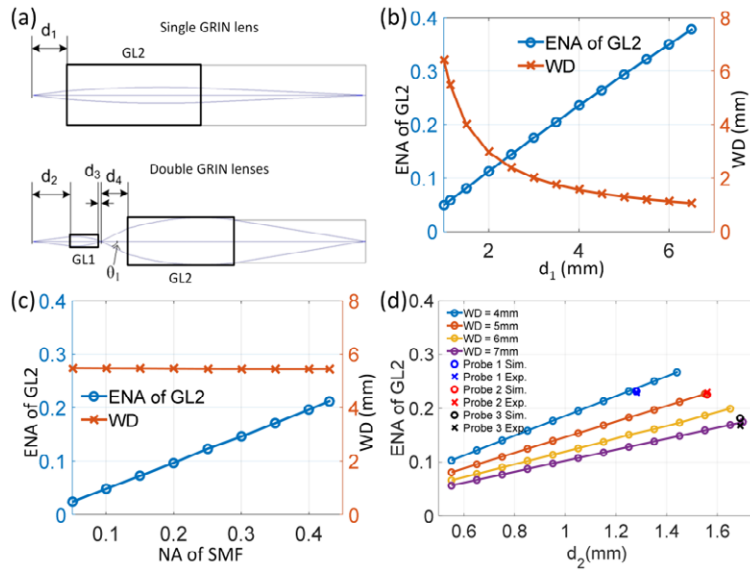 (a)
Single GRIN lens
d1
GL2
Double GRIN lenses
d2
d3
d4
GL1
θ1
GL2
(b)
0.4
0.3
0.2
0.1
0
ENA of GL2
ENA of GL2
WD
8
6
4
2
0
WD (mm)
2
4
6
d1 (mm)
(c)
0.4
0.3
0.2
0.1
0
ENA of GL2
ENA of GL2
WD
8
6
4
2
0
WD (mm)
0.1
0.2
0.3
0.4
NA of SMF
(d)
0.4
0.3
0.2
0.1
0
ENA of GL2
WD = 4mm
WD = 5mm
WD = 6mm
WD = 7mm
Probe 1 Sim.
Probe 1 Exp.
Probe 2 Sim.
Probe 2 Exp.
Probe 3 Sim.
Probe 3 Exp.
0.6
0.8
1
1.2
1.4
1.6
d2(mm)